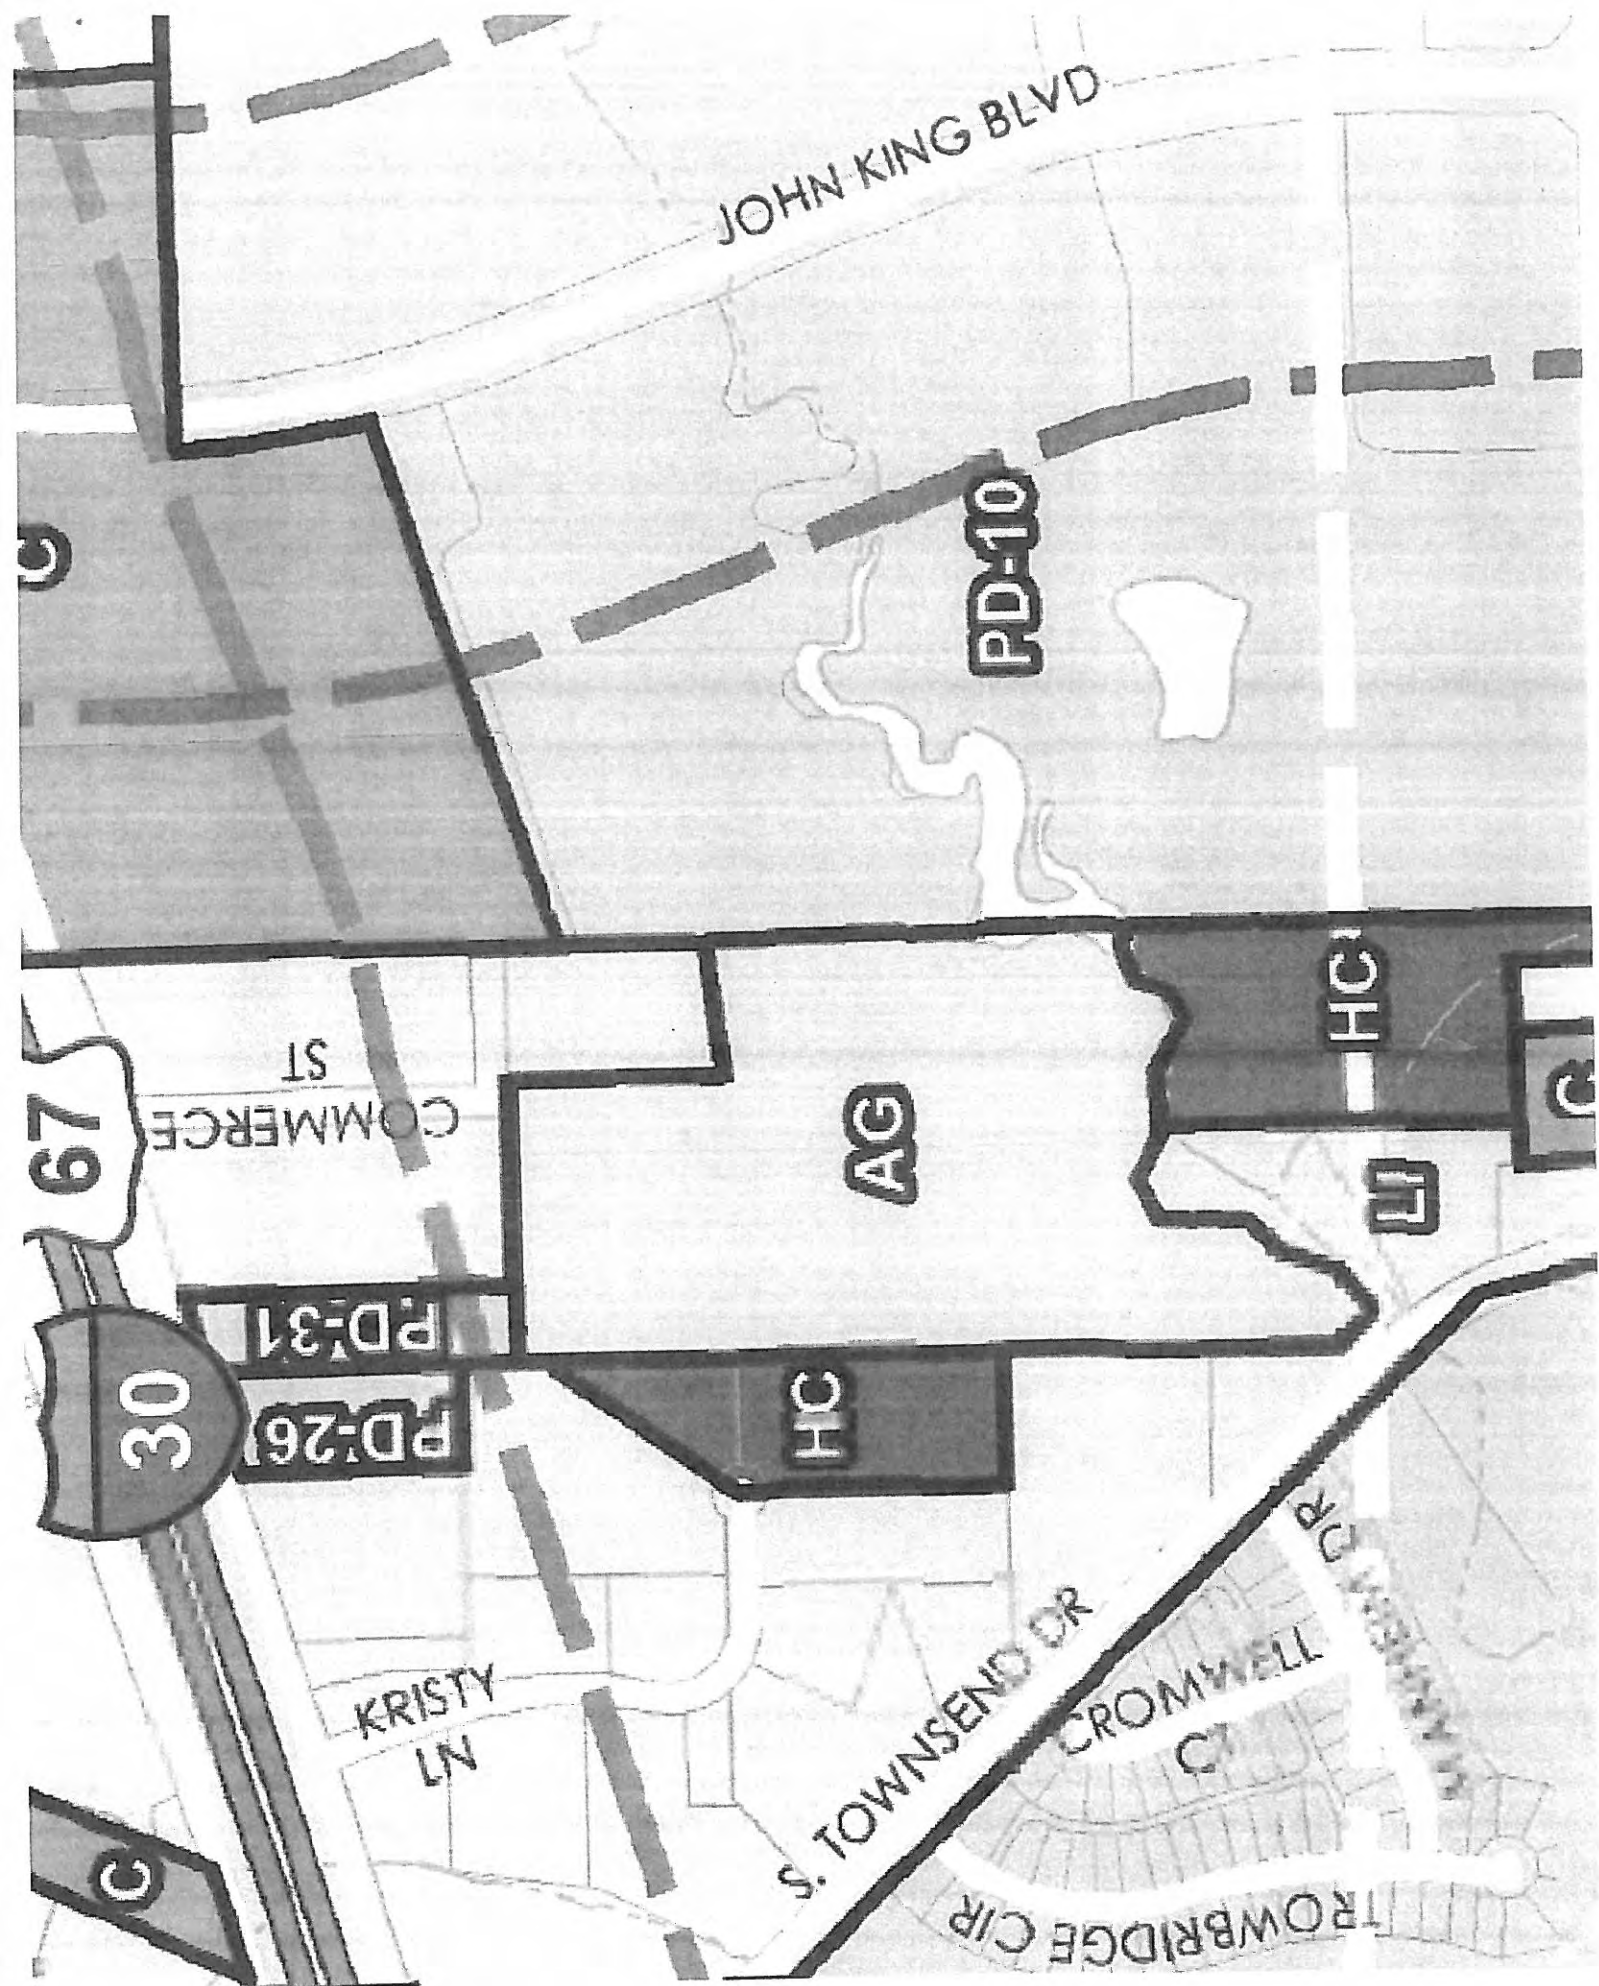 JOHN KING BLVD
C
PD-10
HC
C
67
COMMERCE
ST
AG
LI
PD-31
30
PD-26
HC
KRISTY
LN
S. TOWNSEND DR
CROMWELL
CT
DR
TROWBRIDGE CIR
C